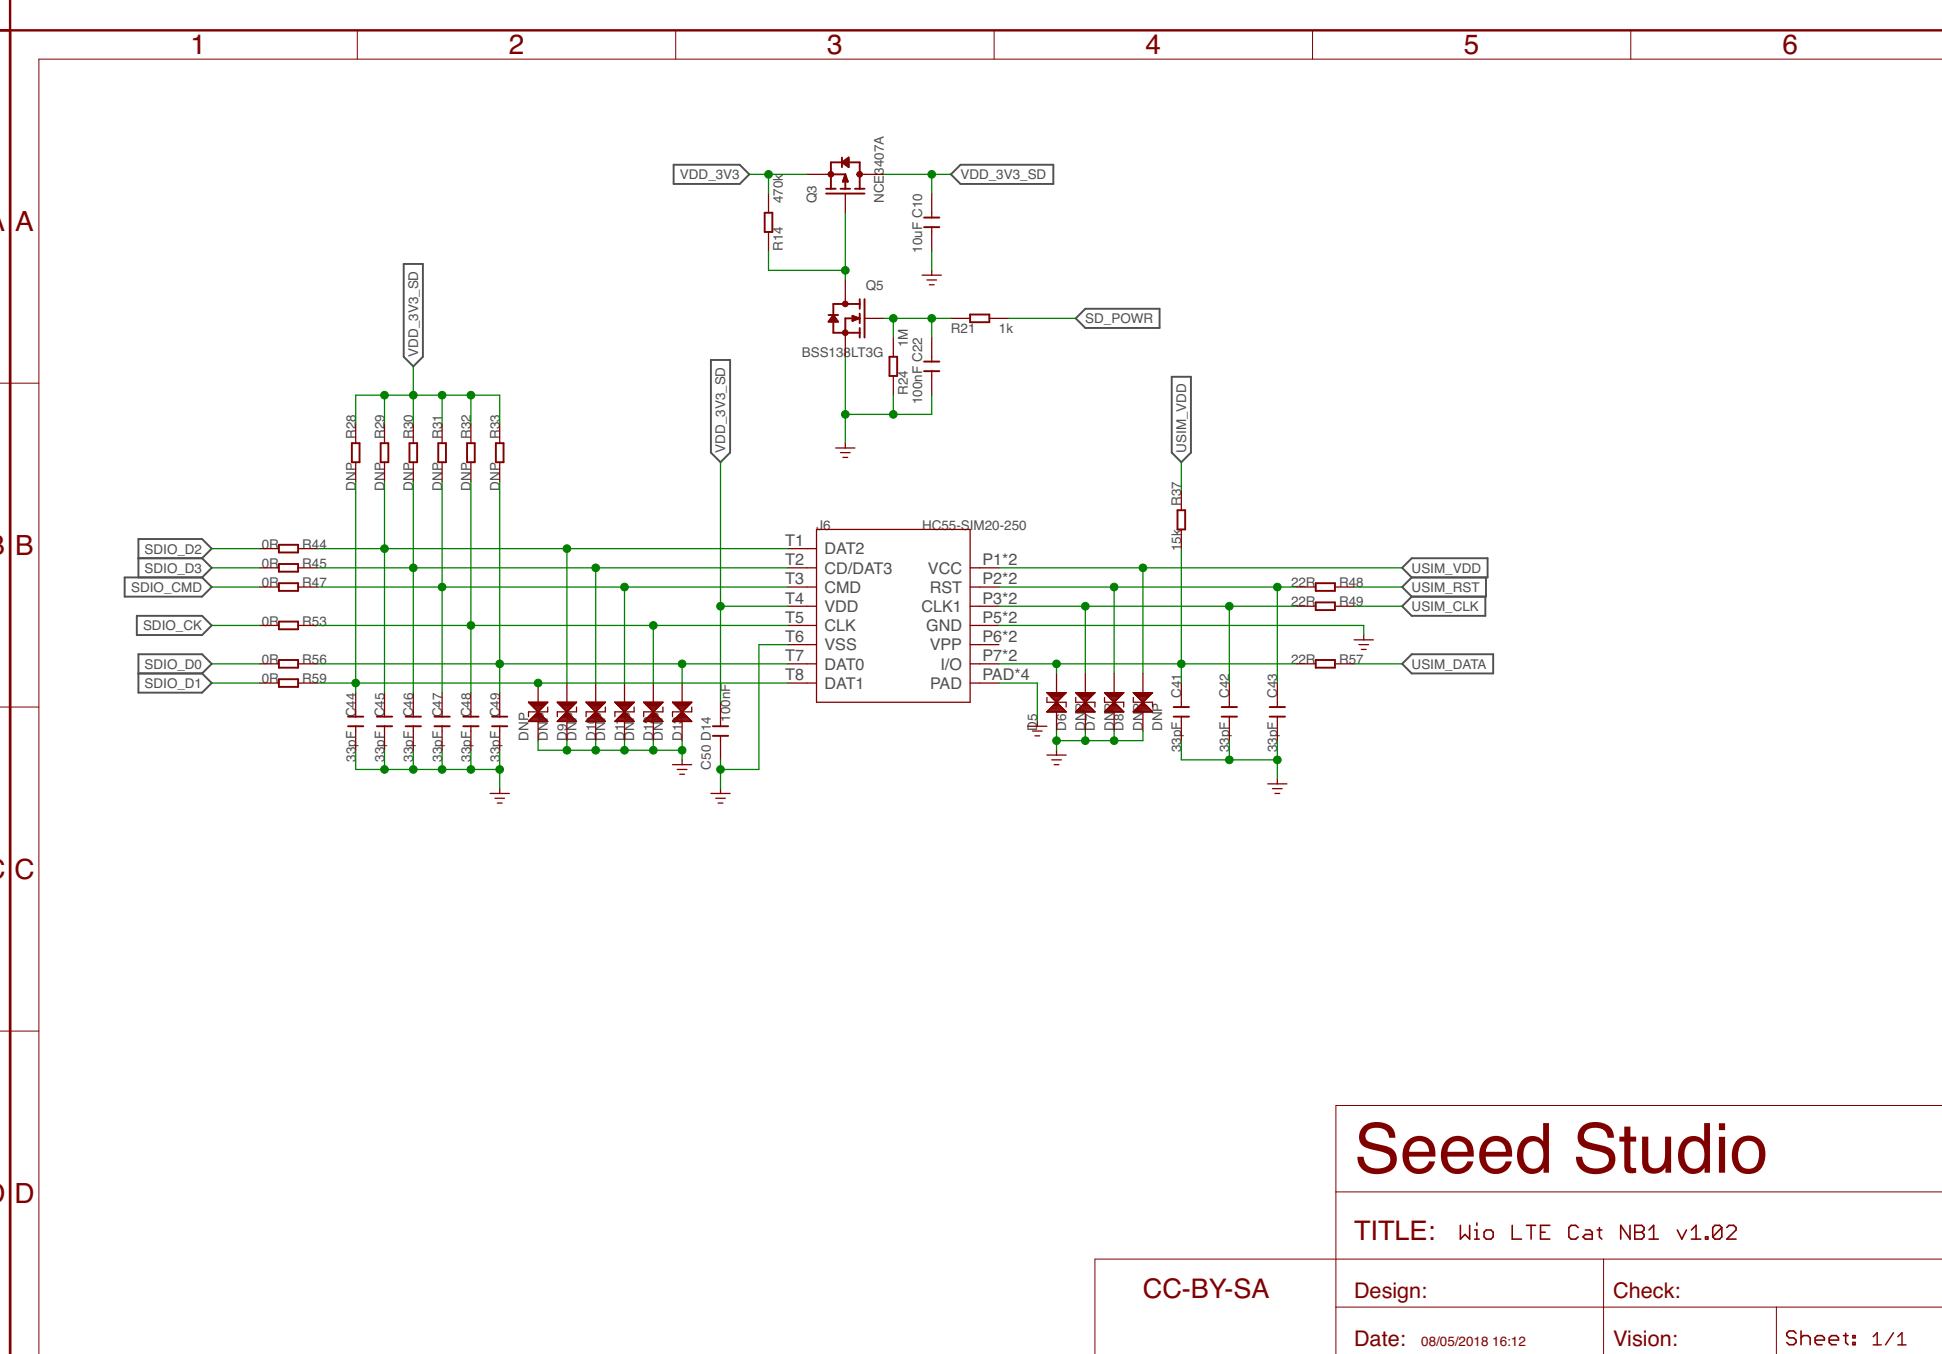 1 2 3 4 5 6
A A
B B
C C
D D
VDD_3V3
470k
R14
Q3
NCE3407A
VDD_3V3_SD
10uF C10
Q5
BSS138LT3G
1M
R24
100nF C22
R21 1k
SD_POWR
VDD_3V3_SD
VDD_3V3_SD
USIM_VDD
R28 R29 R30 R31 R32 R33
DNP DNP DNP DNP DNP DNP
R37
15k
J6 HC55-SIM20-250
SDIO_D2 0R R44 T1 DAT2
SDIO_D3 0R R45 T2 CD/DAT3
SDIO_CMD 0R R47 T3 CMD
T4 VDD
SDIO_CK 0R R53 T5 CLK
T6 VSS
SDIO_D0 0R R56 T7 DAT0
SDIO_D1 0R R59 T8 DAT1
VCC P1*2 USIM_VDD
RST P2*2 22R R48 USIM_RST
CLK1 P3*2 22R R49 USIM_CLK
GND P5*2
VPP P6*2
I/O P7*2 22R R57 USIM_DATA
PAD PAD*4
C44 C45 C46 C47 C48 C49
33pF 33pF 33pF 33pF 33pF 33pF
DNP
D9
C50 D14
100nF
D5 D6 D7 D8
DNP
C41 C42 C43
33pF 33pF 33pF
Seeed Studio
TITLE: Wio LTE Cat NB1 v1.02
CC-BY-SA
Design: Check:
Date: 08/05/2018 16:12 Vision: Sheet: 1/1